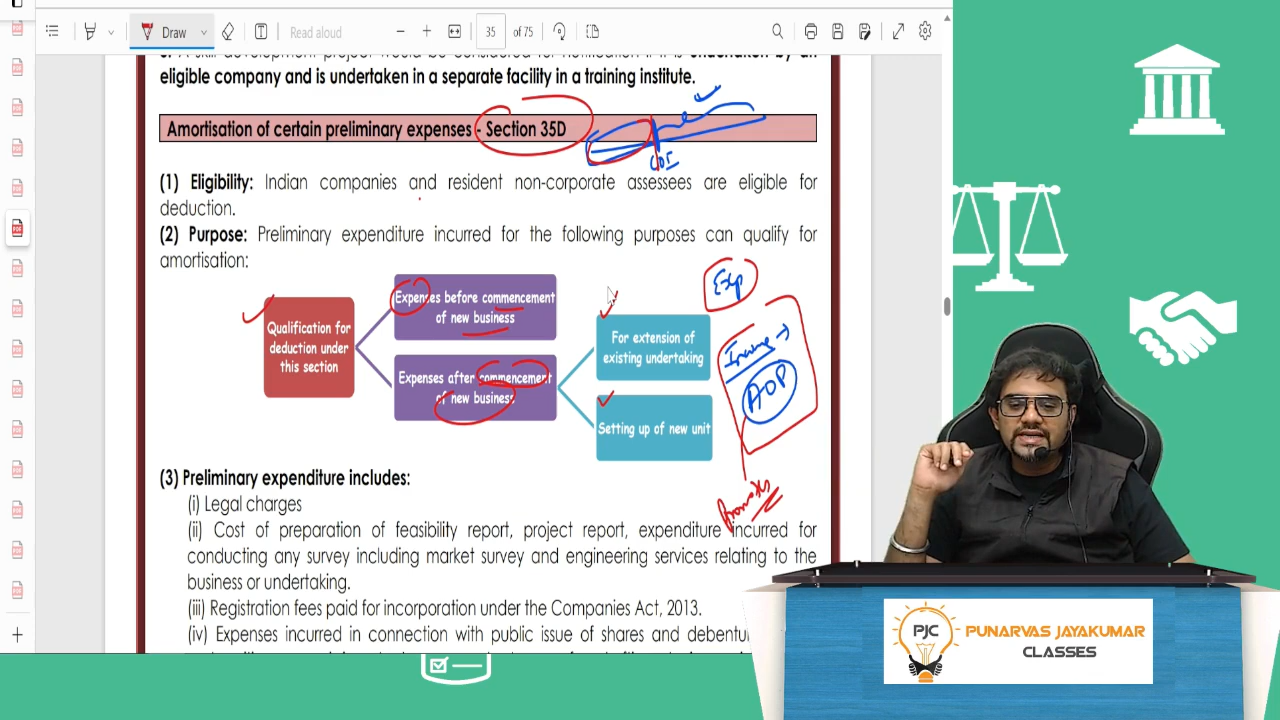 Draw
Read aloud
35
of 75
eligible company and is undertaken in a separate facility in a training institute.
Amortisation of certain preliminary expenses - Section 35D
pre
COI
(1) Eligibility: Indian companies and resident non-corporate assessees are eligible for
deduction.
(2) Purpose: Preliminary expenditure incurred for the following purposes can qualify for
amortisation:
Qualification for
deduction under
this section
Expenses before commencement
of new business
Expenses after commencement
of new business
For extension of
existing undertaking
Setting up of new unit
Exp
Income →
AOP
Promoters
(3) Preliminary expenditure includes:
(i) Legal charges
(ii) Cost of preparation of feasibility report, project report, expenditure incurred for
conducting any survey including market survey and engineering services relating to the
business or undertaking.
(iii) Registration fees paid for incorporation under the Companies Act, 2013.
(iv) Expenses incurred in connection with public issue of shares and
PJC
PUNARVAS JAYAKUMAR
CLASSES